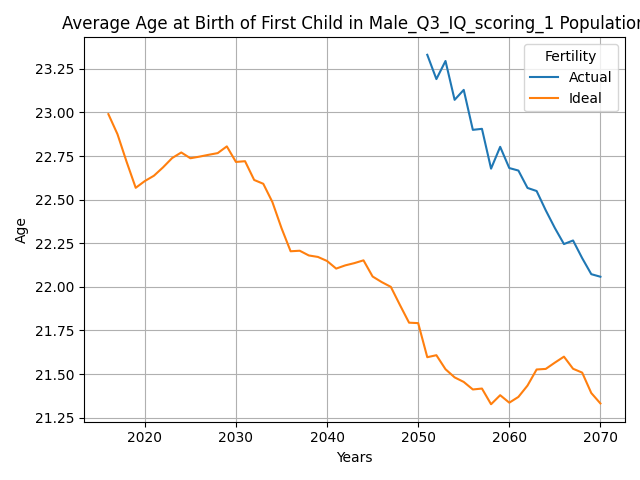 Average Age at Birth of First Child in Male_Q3_IQ_scoring_1 Population
Fertility
Actual
Ideal
Age
23.25
23.00
22.75
22.50
22.25
22.00
21.75
21.50
21.25
2020 2030 2040 2050 2060 2070
Years